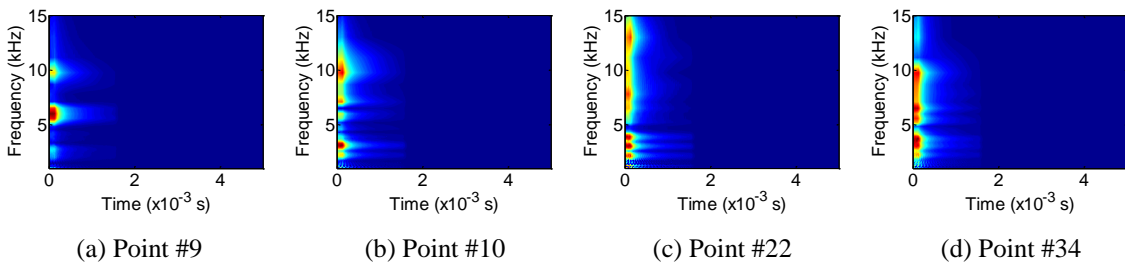 15
10
5
Frequency (kHz)
0 2 4
Time (x10⁻³ s)
(a) Point #9
15
10
5
Frequency (kHz)
0 2 4
Time (x10⁻³ s)
(b) Point #10
15
10
5
Frequency (kHz)
0 2 4
Time (x10⁻³ s)
(c) Point #22
15
10
5
Frequency (kHz)
0 2 4
Time (x10⁻³ s)
(d) Point #34